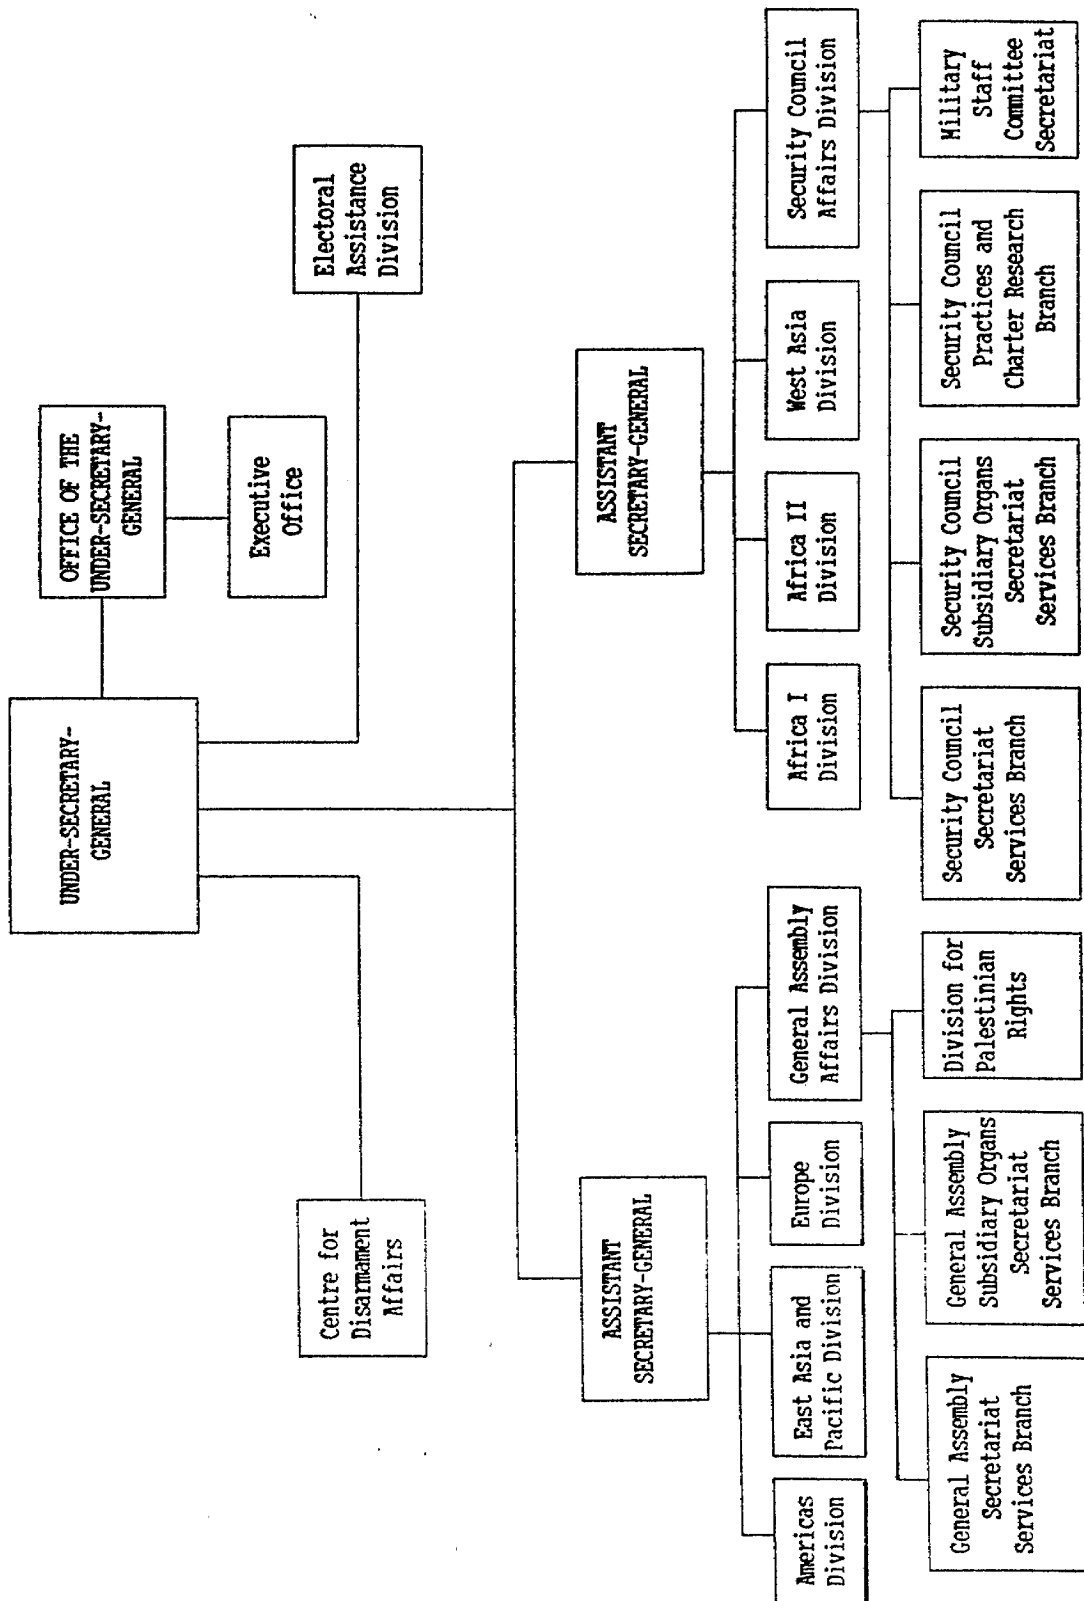 UNDER-SECRETARY-
GENERAL
OFFICE OF THE
UNDER-SECRETARY-
GENERAL
Executive
Office
Centre for
Disarmament
Affairs
Electoral
Assistance
Division
ASSISTANT
SECRETARY-GENERAL
ASSISTANT
SECRETARY-GENERAL
Americas
Division
East Asia and
Pacific Division
Europe
Division
General Assembly
Affairs Division
Africa I
Division
Africa II
Division
West Asia
Division
Security Council
Affairs Division
General Assembly
Secretariat
Services Branch
General Assembly
Subsidiary Organs
Secretariat
Services Branch
Division for
Palestinian
Rights
Security Council
Secretariat
Services Branch
Security Council
Subsidiary Organs
Secretariat
Services Branch
Security Council
Practices and
Charter Research
Branch
Military
Staff
Committee
Secretariat